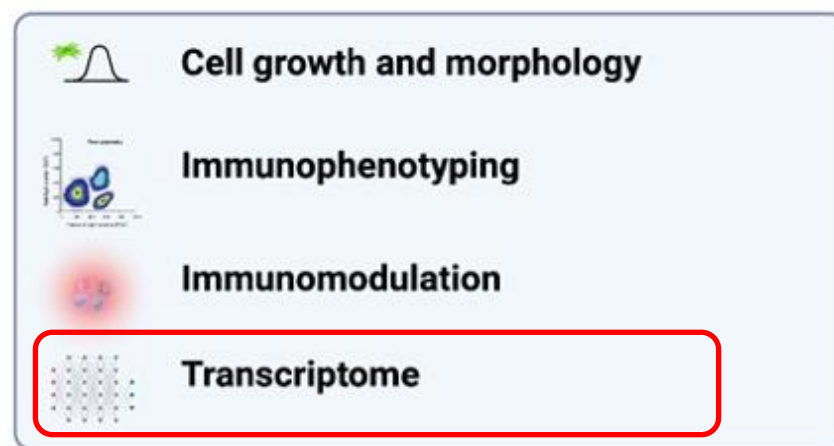 Cell growth and morphology
Immunophenotyping
Immunomodulation
Transcriptome